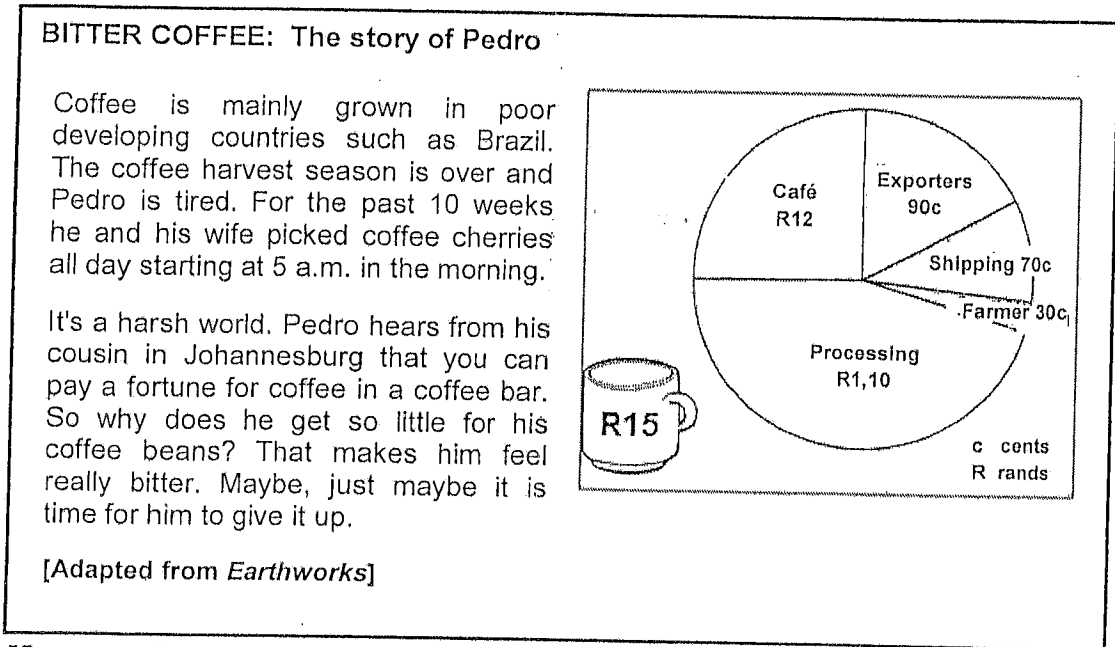 BITTER COFFEE: The story of Pedro
Coffee is mainly grown in poor
developing countries such as Brazil.
The coffee harvest season is over and
Pedro is tired. For the past 10 weeks
he and his wife picked coffee cherries
all day starting at 5 a.m. in the morning.
It's a harsh world. Pedro hears from his
cousin in Johannesburg that you can
pay a fortune for coffee in a coffee bar.
So why does he get so little for his
coffee beans? That makes him feel
really bitter. Maybe, just maybe it is
time for him to give it up.
[Adapted from Earthworks]
Café
R12
Exporters
90c
Shipping 70c
Farmer 30c
Processing
R1,10
R15
c cents
R rands